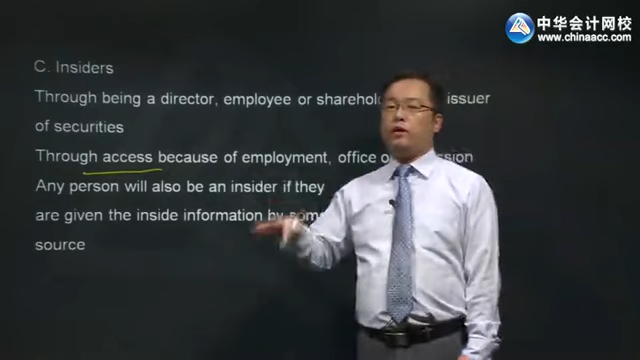 中华会计网校
www.chinaacc.com
C. Insiders
Through being a director, employee or issuer
of securities
Through access because of employment, office
Any person will also be an insider if they
are given the inside information by
source